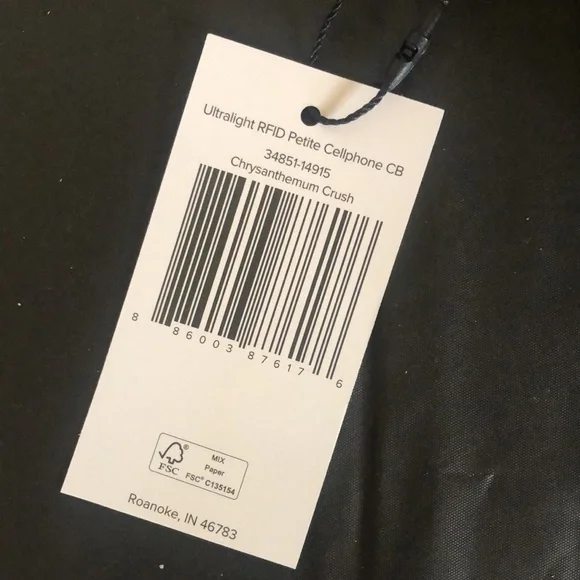 Ultralight RFID Petite Cellphone CB
34851-14915
Chrysanthemum Crush
8 86003 87617 6
FSC®
MIX
Paper
FSC® C135154
Roanoke, IN 46783